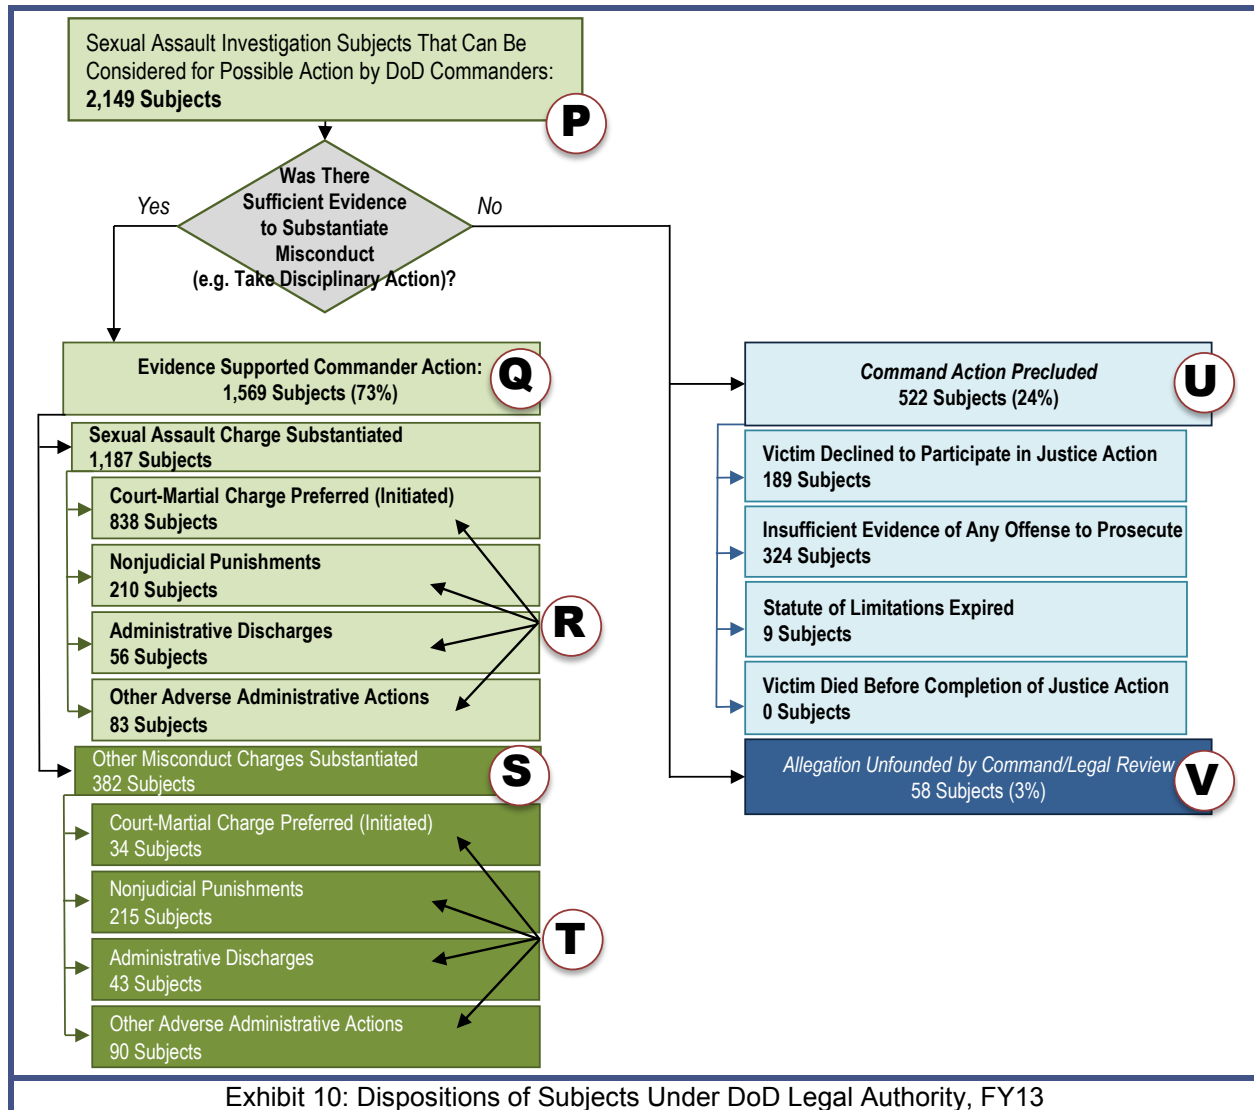 Sexual Assault Investigation Subjects That Can Be
Considered for Possible Action by DoD Commanders:
2,149 Subjects
P
Was There
Sufficient Evidence
to Substantiate
Misconduct
(e.g. Take Disciplinary Action)?
Yes
No
Evidence Supported Commander Action:
1,569 Subjects (73%)
Q
Sexual Assault Charge Substantiated
1,187 Subjects
Court-Martial Charge Preferred (Initiated)
838 Subjects
Nonjudicial Punishments
210 Subjects
Administrative Discharges
56 Subjects
Other Adverse Administrative Actions
83 Subjects
R
Other Misconduct Charges Substantiated
382 Subjects
S
Court-Martial Charge Preferred (Initiated)
34 Subjects
Nonjudicial Punishments
215 Subjects
Administrative Discharges
43 Subjects
Other Adverse Administrative Actions
90 Subjects
T
Command Action Precluded
522 Subjects (24%)
U
Victim Declined to Participate in Justice Action
189 Subjects
Insufficient Evidence of Any Offense to Prosecute
324 Subjects
Statute of Limitations Expired
9 Subjects
Victim Died Before Completion of Justice Action
0 Subjects
Allegation Unfounded by Command/Legal Review
58 Subjects (3%)
V
Exhibit 10: Dispositions of Subjects Under DoD Legal Authority, FY13